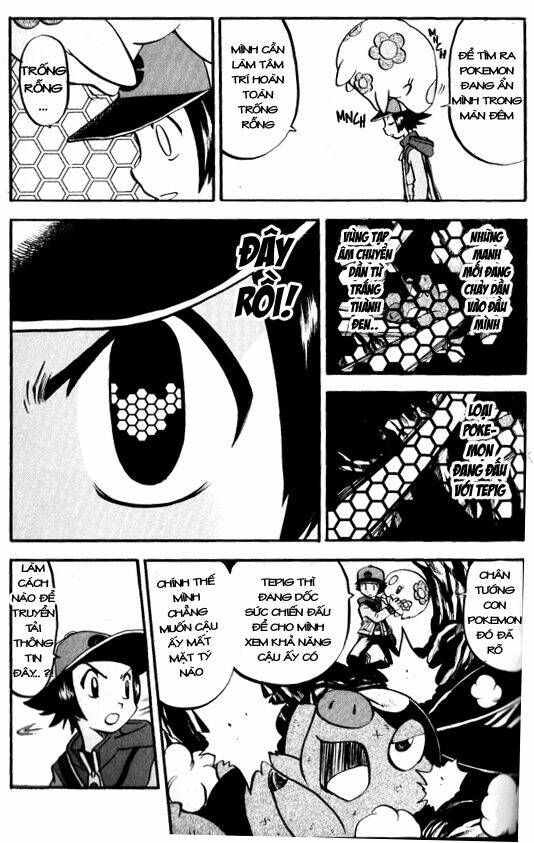 ĐỂ TÌM RA
POKEMON
ĐANG ẨN
MÌNH TRONG
MÀN ĐÊM
MNCH
MNCH
MNCH
MÌNH CẦN
LÀM TÂM
TRÍ HOÀN
TOÀN
TRỐNG
RỖNG
TRỐNG
RỖNG
...
NHỮNG
MANH
MỐI ĐANG
CHẢY DẦN
VÀO ĐẦU
MÌNH
VÙNG TẠP
ÂM CHUYỂN
DẦN TỪ
TRẮNG
THÀNH
ĐEN..
LOẠI
POKE-
MON
ĐANG ĐẤU
VỚI TEPIG
ĐÂY
RỒI!
CHÂN
TƯỚNG
CON
POKEMON
ĐÓ ĐÃ
RÕ
TEPIG THÌ
ĐANG DỐC
SỨC CHIẾN ĐẤU
ĐỂ CHO MÌNH
XEM KHẢ NĂNG
CẬU ẤY CÓ
CHÍNH THẾ
MÌNH
CHẲNG
MUỐN CẬU
ẤY MẤT
MẶT TÝ
NÀO
LÀM
CÁCH
NÀO ĐỂ
TRUYỀN
TẢI
THÔNG
TIN
ĐÂY.. ?!